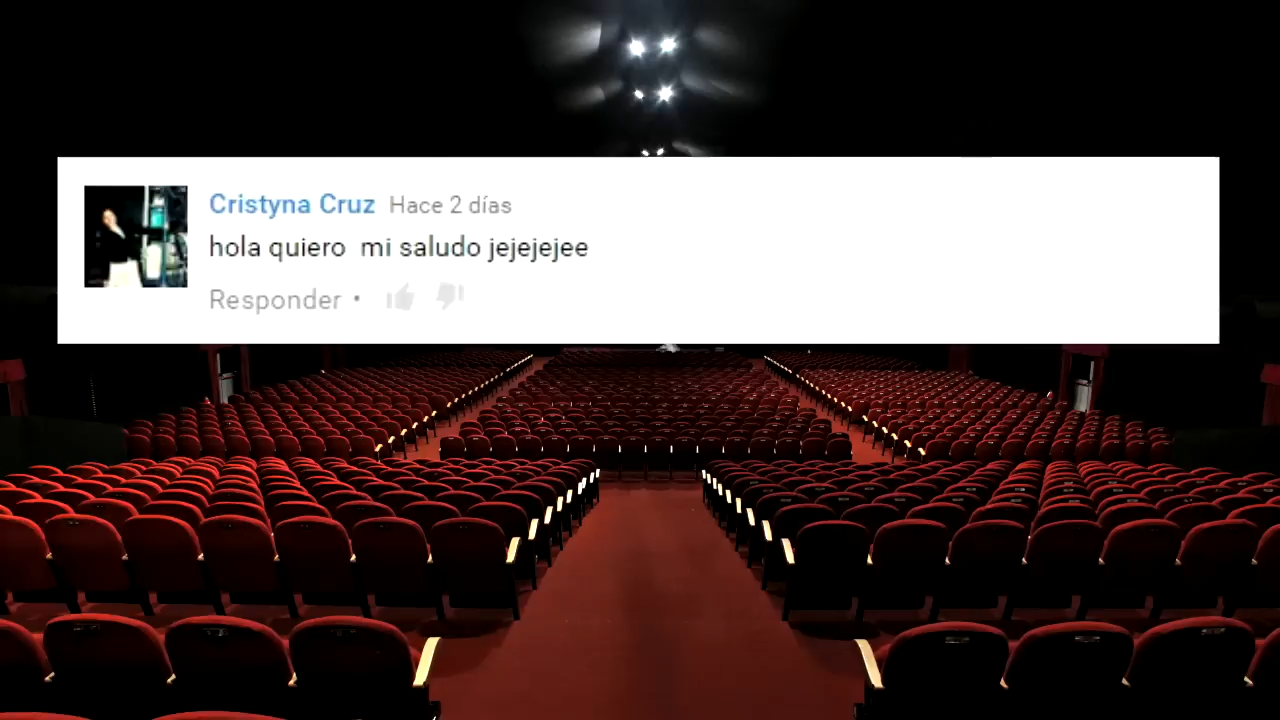 Cristyna Cruz Hace 2 días
hola quiero mi saludo jejejejee
Responder •